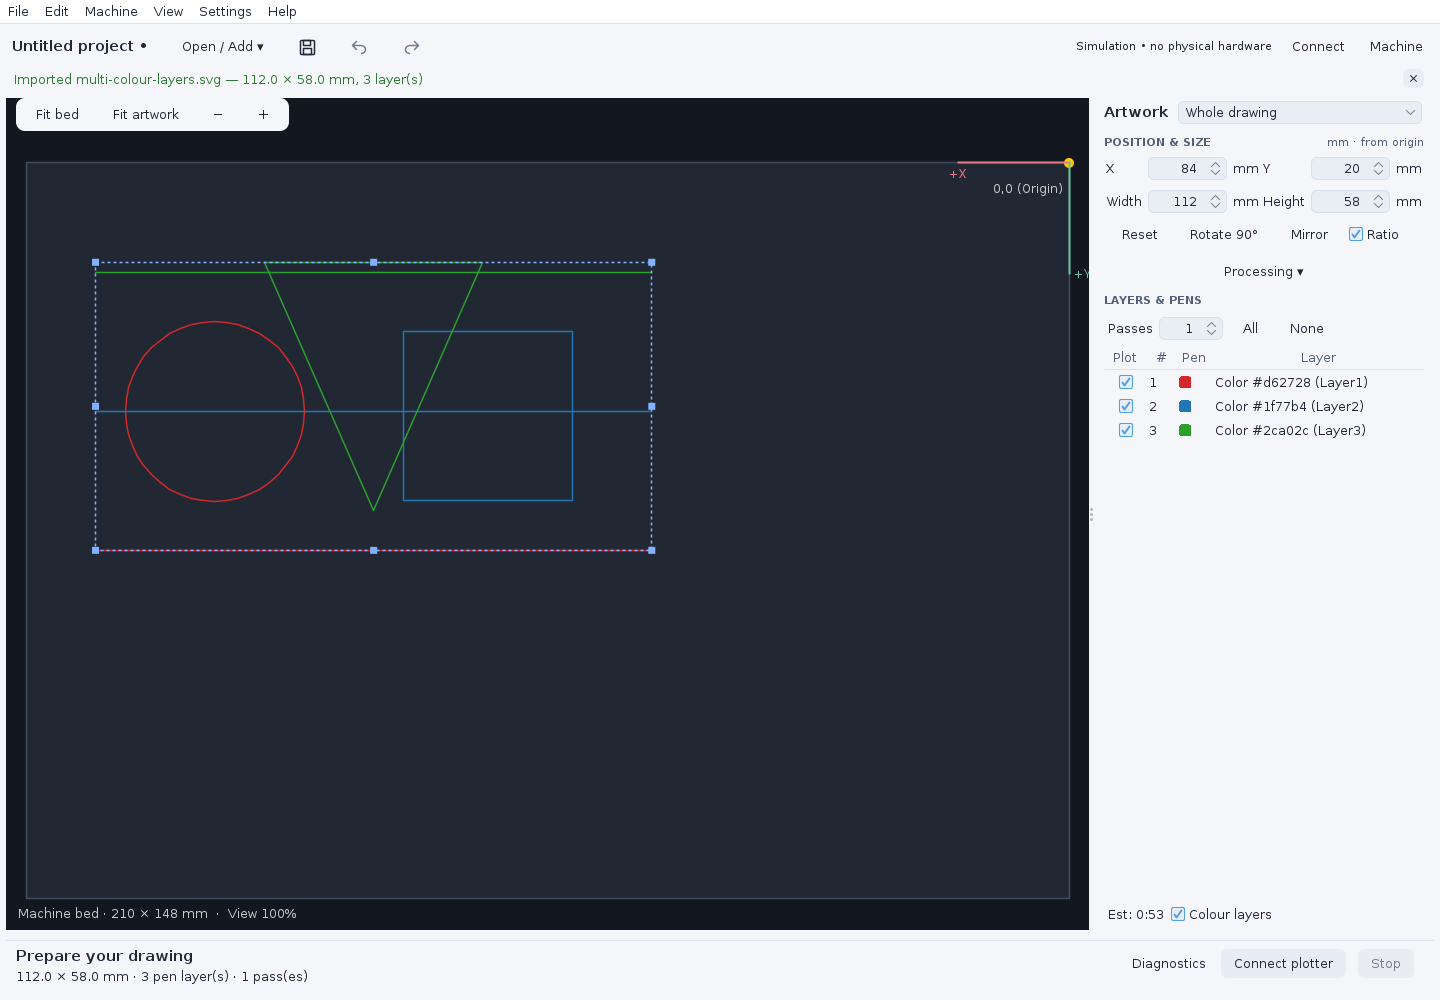 File Edit Machine View Settings Help
Untitled project • Open / Add ▾ Simulation • no physical hardware Connect Machine
Imported multi-colour-layers.svg — 112.0 × 58.0 mm, 3 layer(s) ×
Fit bed Fit artwork − +
+X
0,0 (Origin)
+Y
Machine bed · 210 × 148 mm · View 100%
Artwork Whole drawing
POSITION & SIZE mm · from origin
X 84 mm Y 20 mm
Width 112 mm Height 58 mm
Reset Rotate 90° Mirror Ratio
Processing ▾
LAYERS & PENS
Passes 1 All None
Plot # Pen Layer
1 Color #d62728 (Layer1)
2 Color #1f77b4 (Layer2)
3 Color #2ca02c (Layer3)
Est: 0:53 Colour layers
Prepare your drawing
112.0 × 58.0 mm · 3 pen layer(s) · 1 pass(es)
Diagnostics Connect plotter Stop